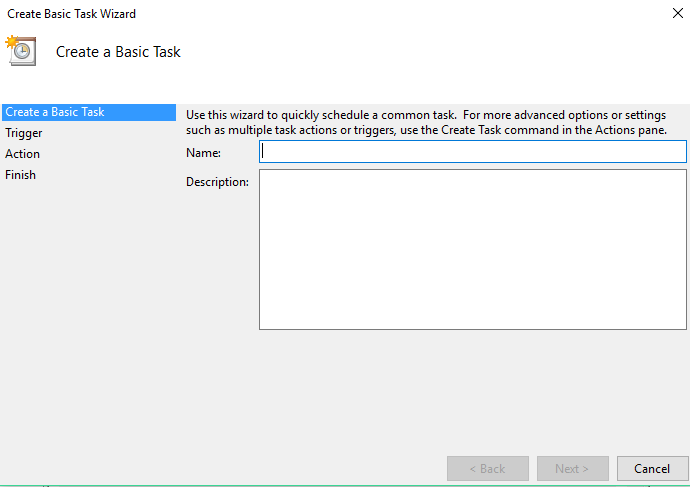 Create Basic Task Wizard
Create a Basic Task
Create a Basic Task
Use this wizard to quickly schedule a common task.  For more advanced options or settings
such as multiple task actions or triggers, use the Create Task command in the Actions pane.
Trigger
Action
Finish
Name:
Description:
< Back
Next >
Cancel